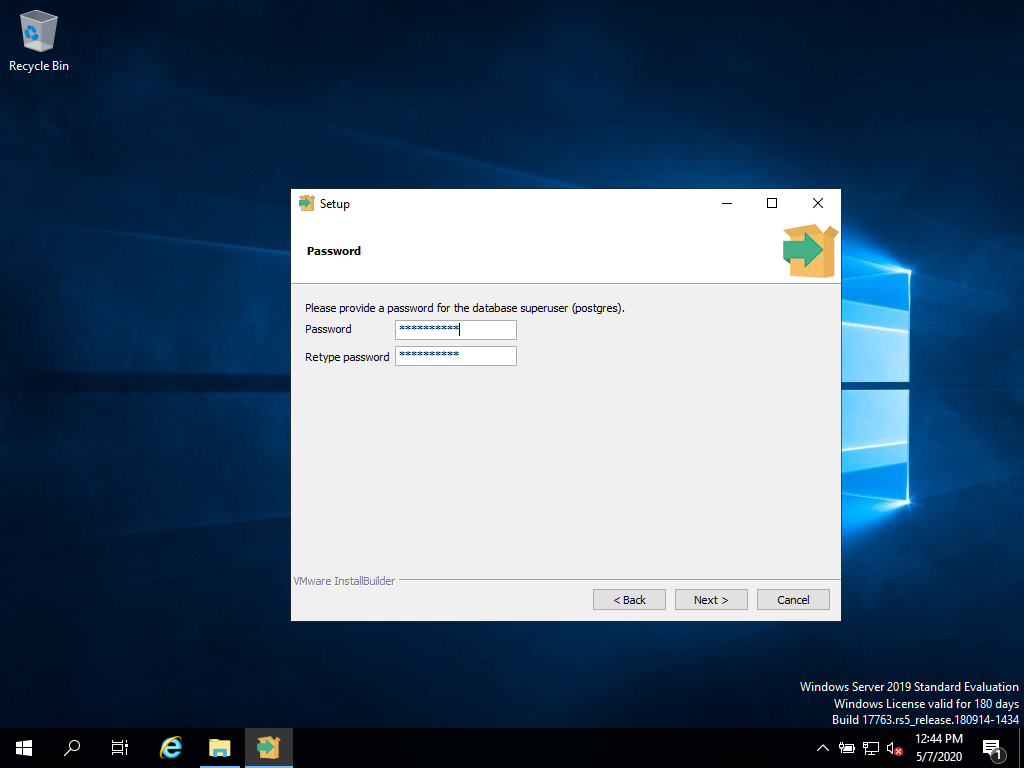 Recycle Bin
Setup
Password
Please provide a password for the database superuser (postgres).
Password **********
Retype password **********
VMware InstallBuilder
< Back Next > Cancel
Windows Server 2019 Standard Evaluation
Windows License valid for 180 days
Build 17763.rs5_release.180914-1434
12:44 PM
5/7/2020
1